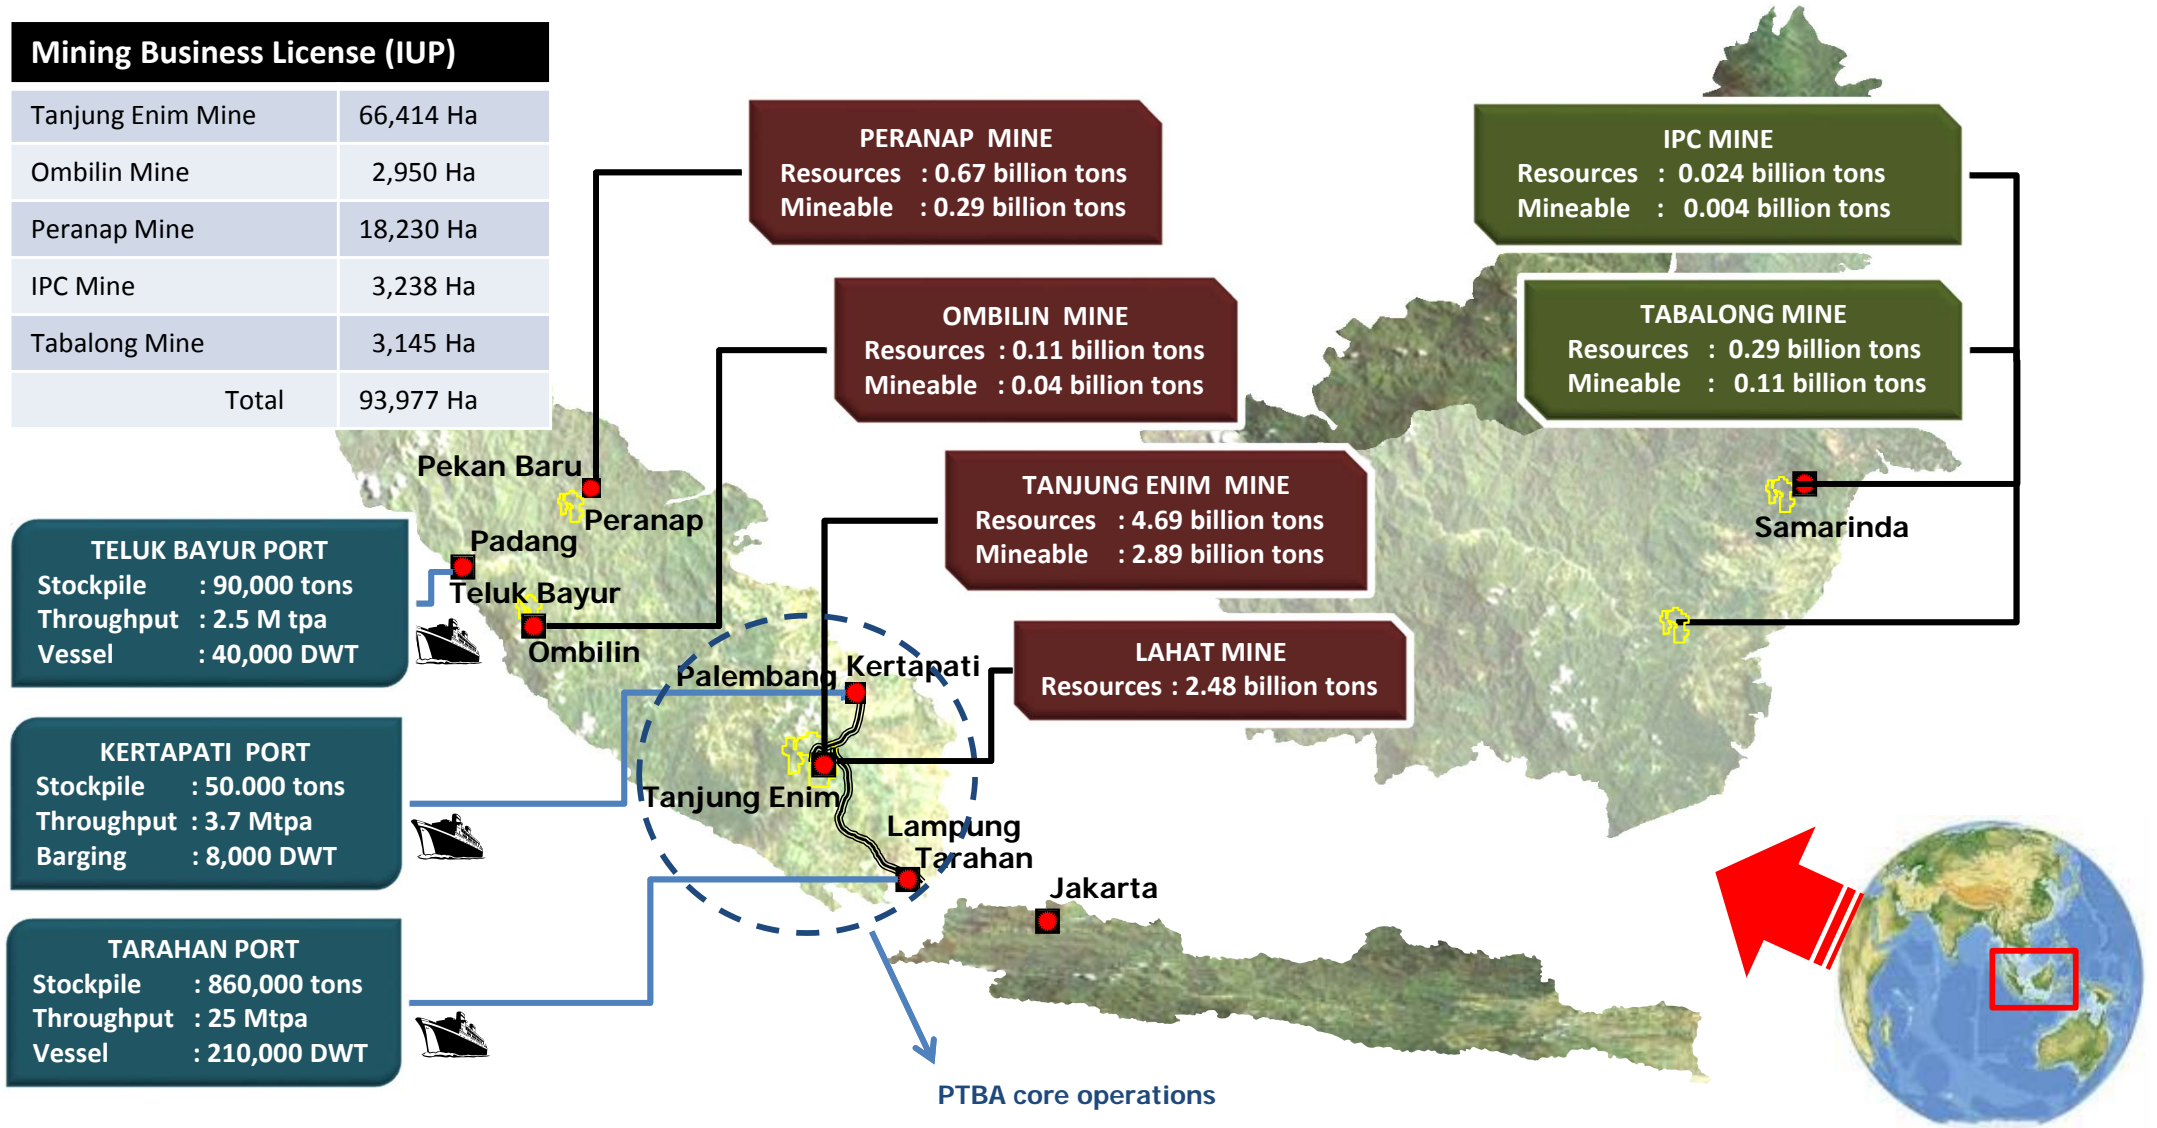 Mining Business License (IUP)
Tanjung Enim Mine 66,414 Ha
Ombilin Mine 2,950 Ha
Peranap Mine 18,230 Ha
IPC Mine 3,238 Ha
Tabalong Mine 3,145 Ha
Total 93,977 Ha
PERANAP MINE
Resources : 0.67 billion tons
Mineable : 0.29 billion tons
IPC MINE
Resources : 0.024 billion tons
Mineable : 0.004 billion tons
OMBILIN MINE
Resources : 0.11 billion tons
Mineable : 0.04 billion tons
TABALONG MINE
Resources : 0.29 billion tons
Mineable : 0.11 billion tons
TANJUNG ENIM MINE
Resources : 4.69 billion tons
Mineable : 2.89 billion tons
LAHAT MINE
Resources : 2.48 billion tons
Pekan Baru
Peranap
Padang
Teluk Bayur
Ombilin
Palembang
Kertapati
Tanjung Enim
Lampung
Tarahan
Jakarta
Samarinda
TELUK BAYUR PORT
Stockpile : 90,000 tons
Throughput : 2.5 M tpa
Vessel : 40,000 DWT
KERTAPATI PORT
Stockpile : 50.000 tons
Throughput : 3.7 Mtpa
Barging : 8,000 DWT
TARAHAN PORT
Stockpile : 860,000 tons
Throughput : 25 Mtpa
Vessel : 210,000 DWT
PTBA core operations